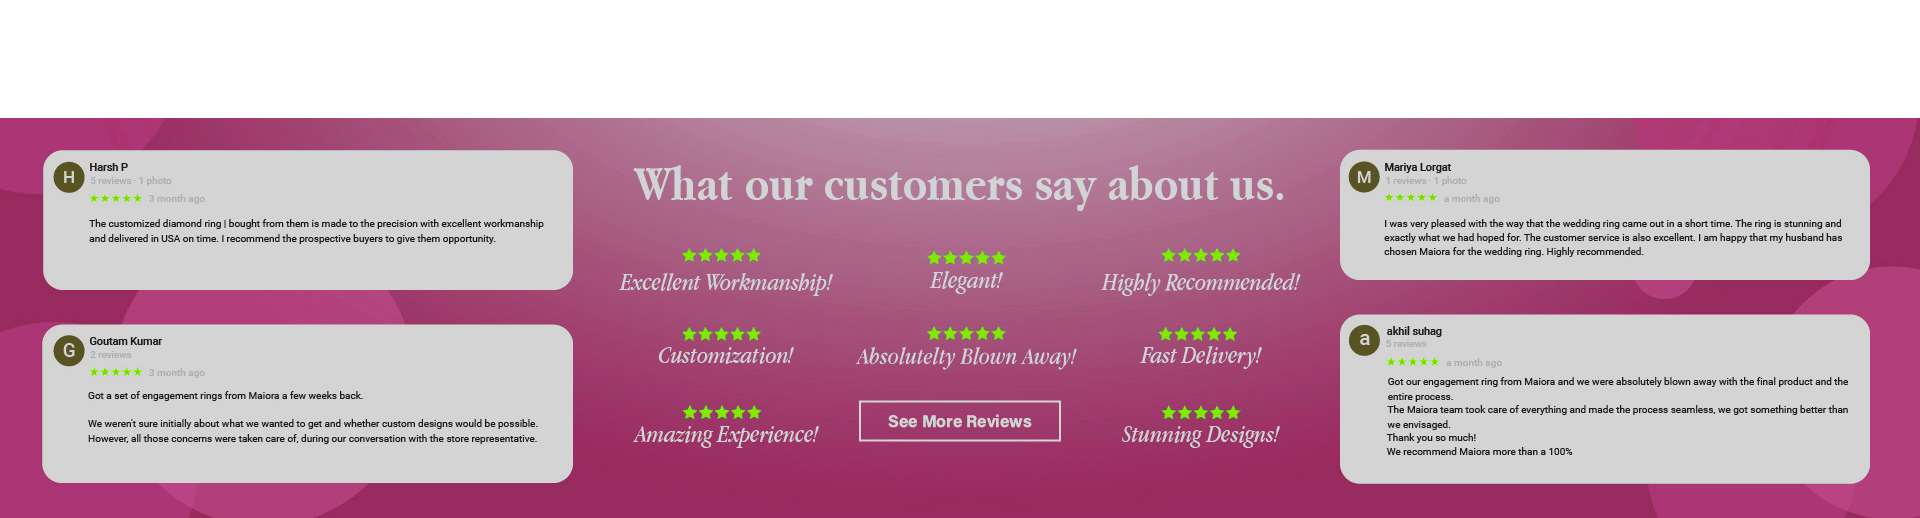 H
Harsh P
5 reviews · 1 photo
★★★★★ 3 month ago
The customized diamond ring | bought from them is made to the precision with excellent workmanship
and delivered in USA on time. I recommend the prospective buyers to give them opportunity.
G
Goutam Kumar
2 reviews
★★★★★ 3 month ago
Got a set of engagement rings from Maiora a few weeks back.
We weren't sure initially about what we wanted to get and whether custom designs would be possible.
However, all those concerns were taken care of, during our conversation with the store representative.
What our customers say about us.
★★★★★ ★★★★★ ★★★★★
Excellent Workmanship! Elegant! Highly Recommended!
★★★★★ ★★★★★ ★★★★★
Customization! Absolutelty Blown Away! Fast Delivery!
★★★★★ ★★★★★
Amazing Experience! See More Reviews Stunning Designs!
M
Mariya Lorgat
1 reviews · 1 photo
★★★★★ a month ago
I was very pleased with the way that the wedding ring came out in a short time. The ring is stunning and
exactly what we had hoped for. The customer service is also excellent. I am happy that my husband has
chosen Maiora for the wedding ring. Highly recommended.
a
akhil suhag
5 reviews
★★★★★ a month ago
Got our engagement ring from Maiora and we were absolutely blown away with the final product and the
entire process.
The Maiora team took care of everything and made the process seamless, we got something better than
we envisaged.
Thank you so much!
We recommend Maiora more than a 100%